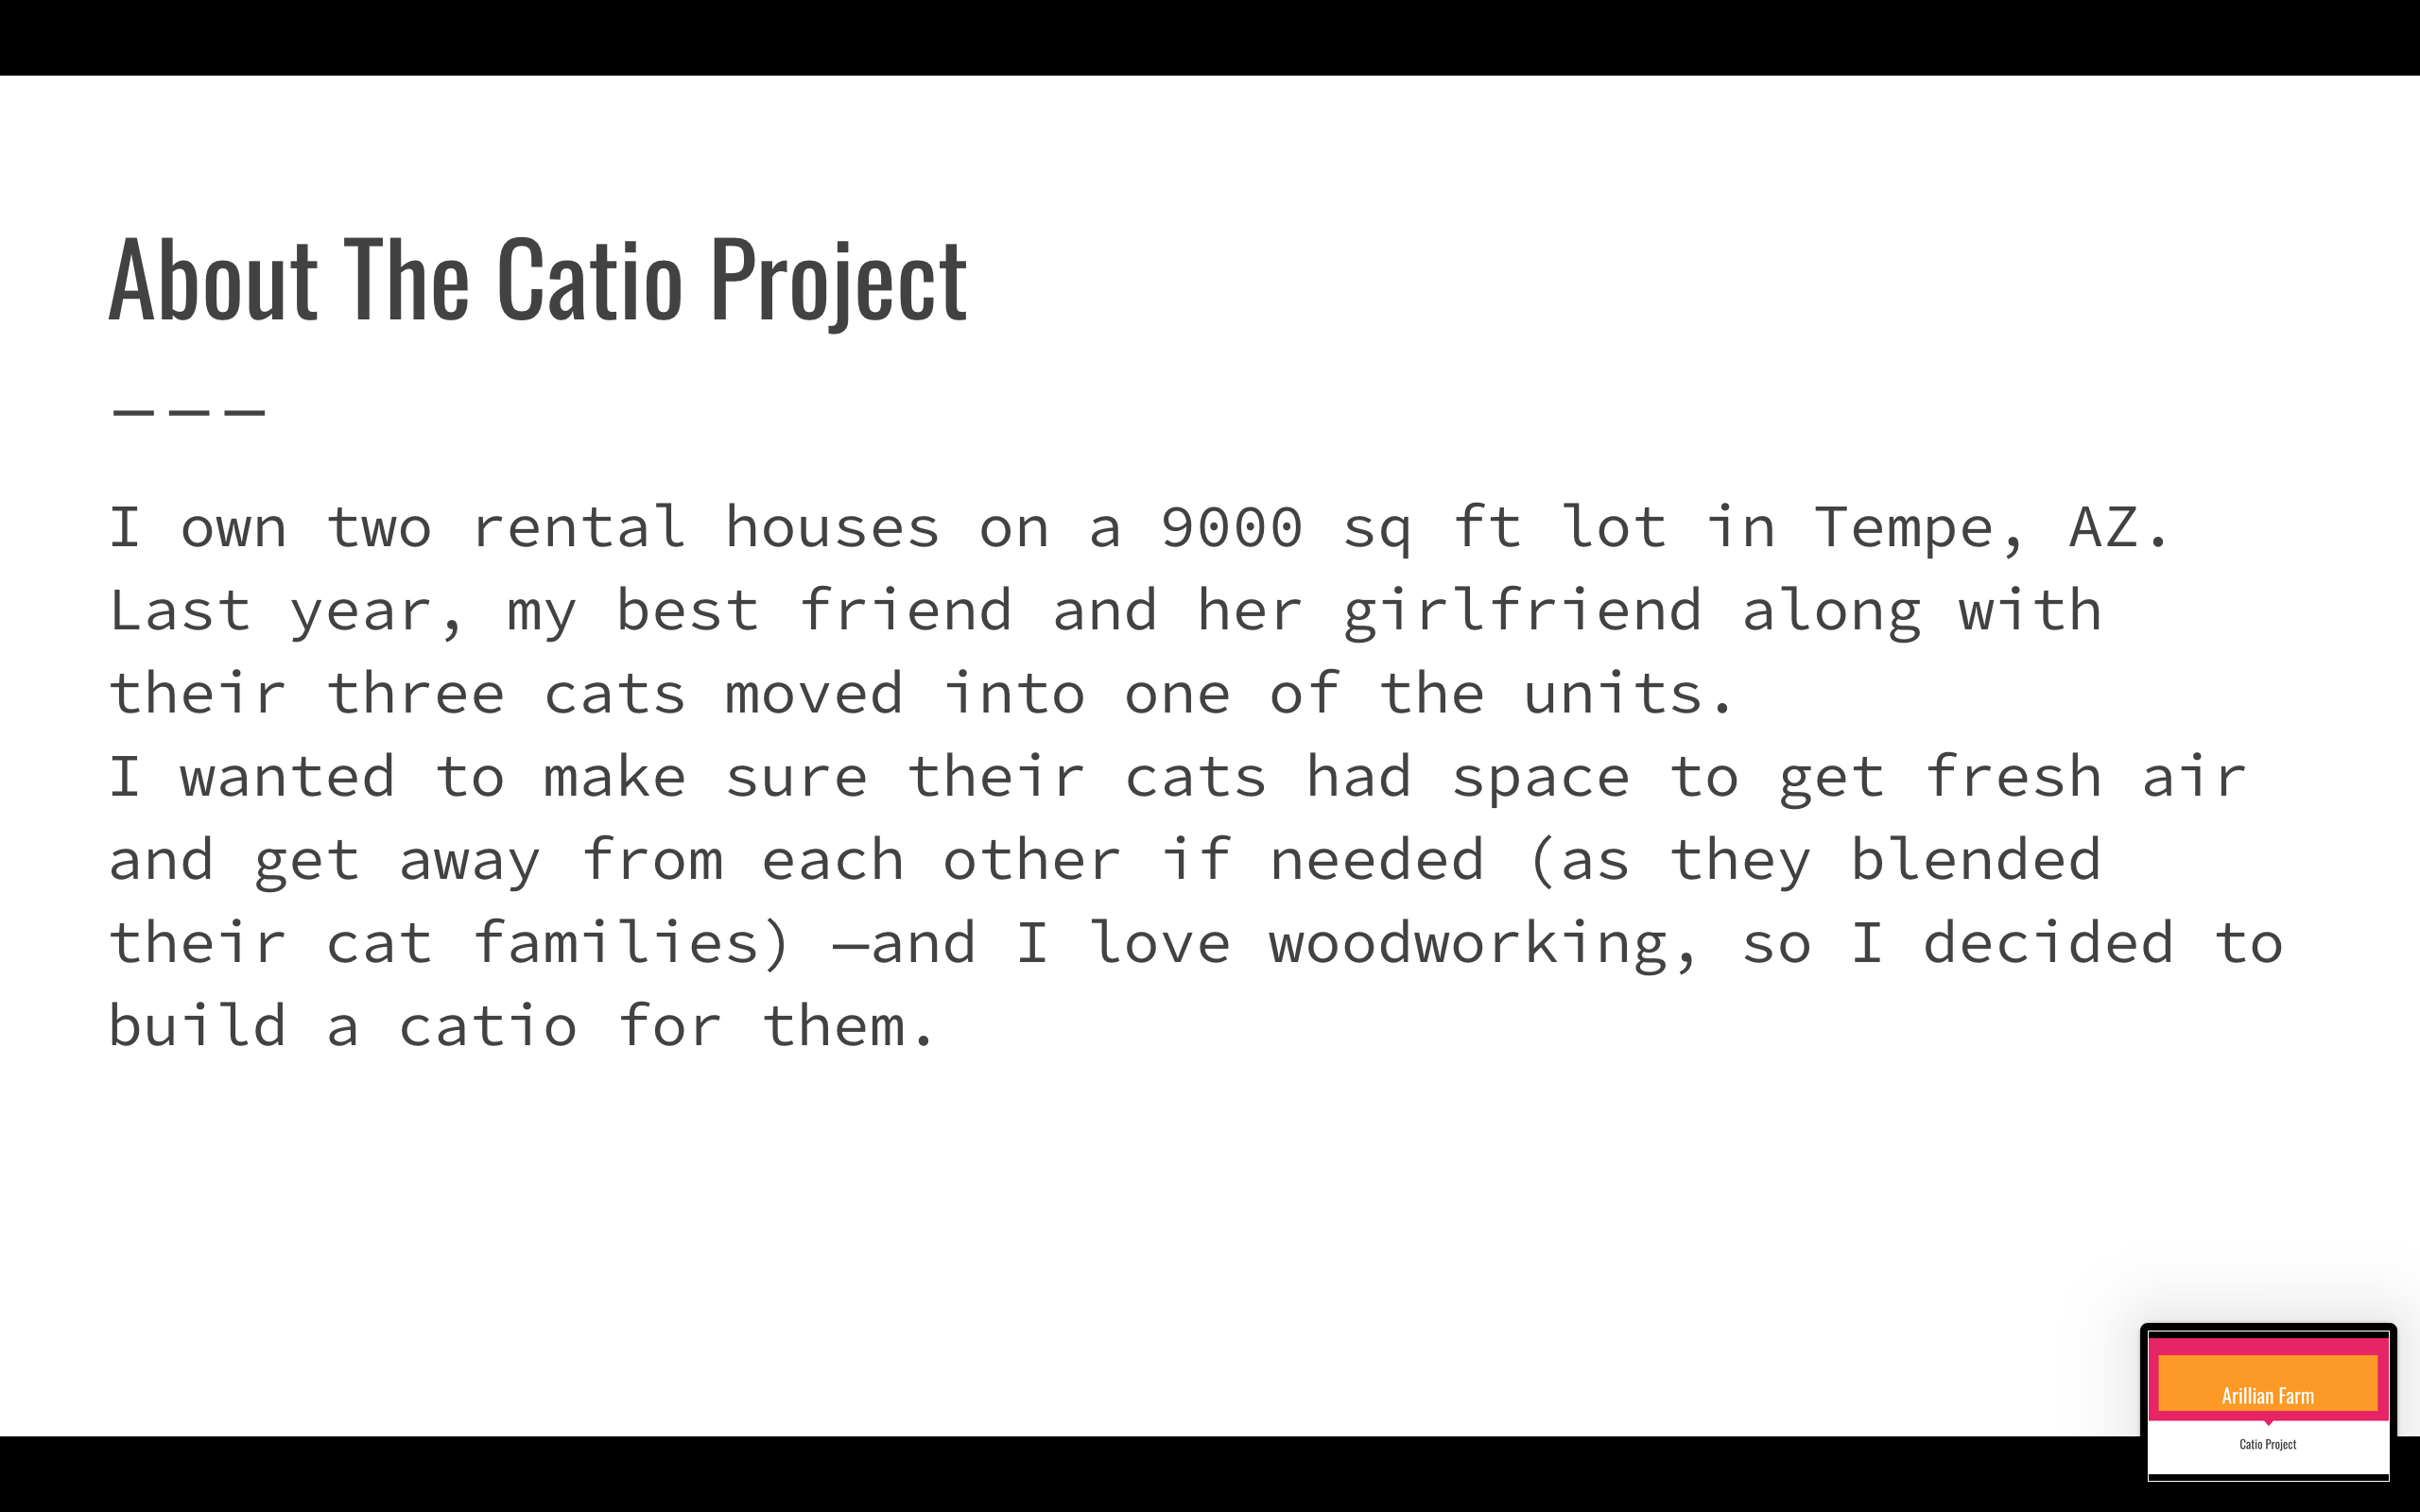 About The Catio Project
———
I own two rental houses on a 9000 sq ft lot in Tempe, AZ.
Last year, my best friend and her girlfriend along with
their three cats moved into one of the units.
I wanted to make sure their cats had space to get fresh air
and get away from each other if needed (as they blended
their cat families) —and I love woodworking, so I decided to
build a catio for them.
Arillian Farm
Catio Project